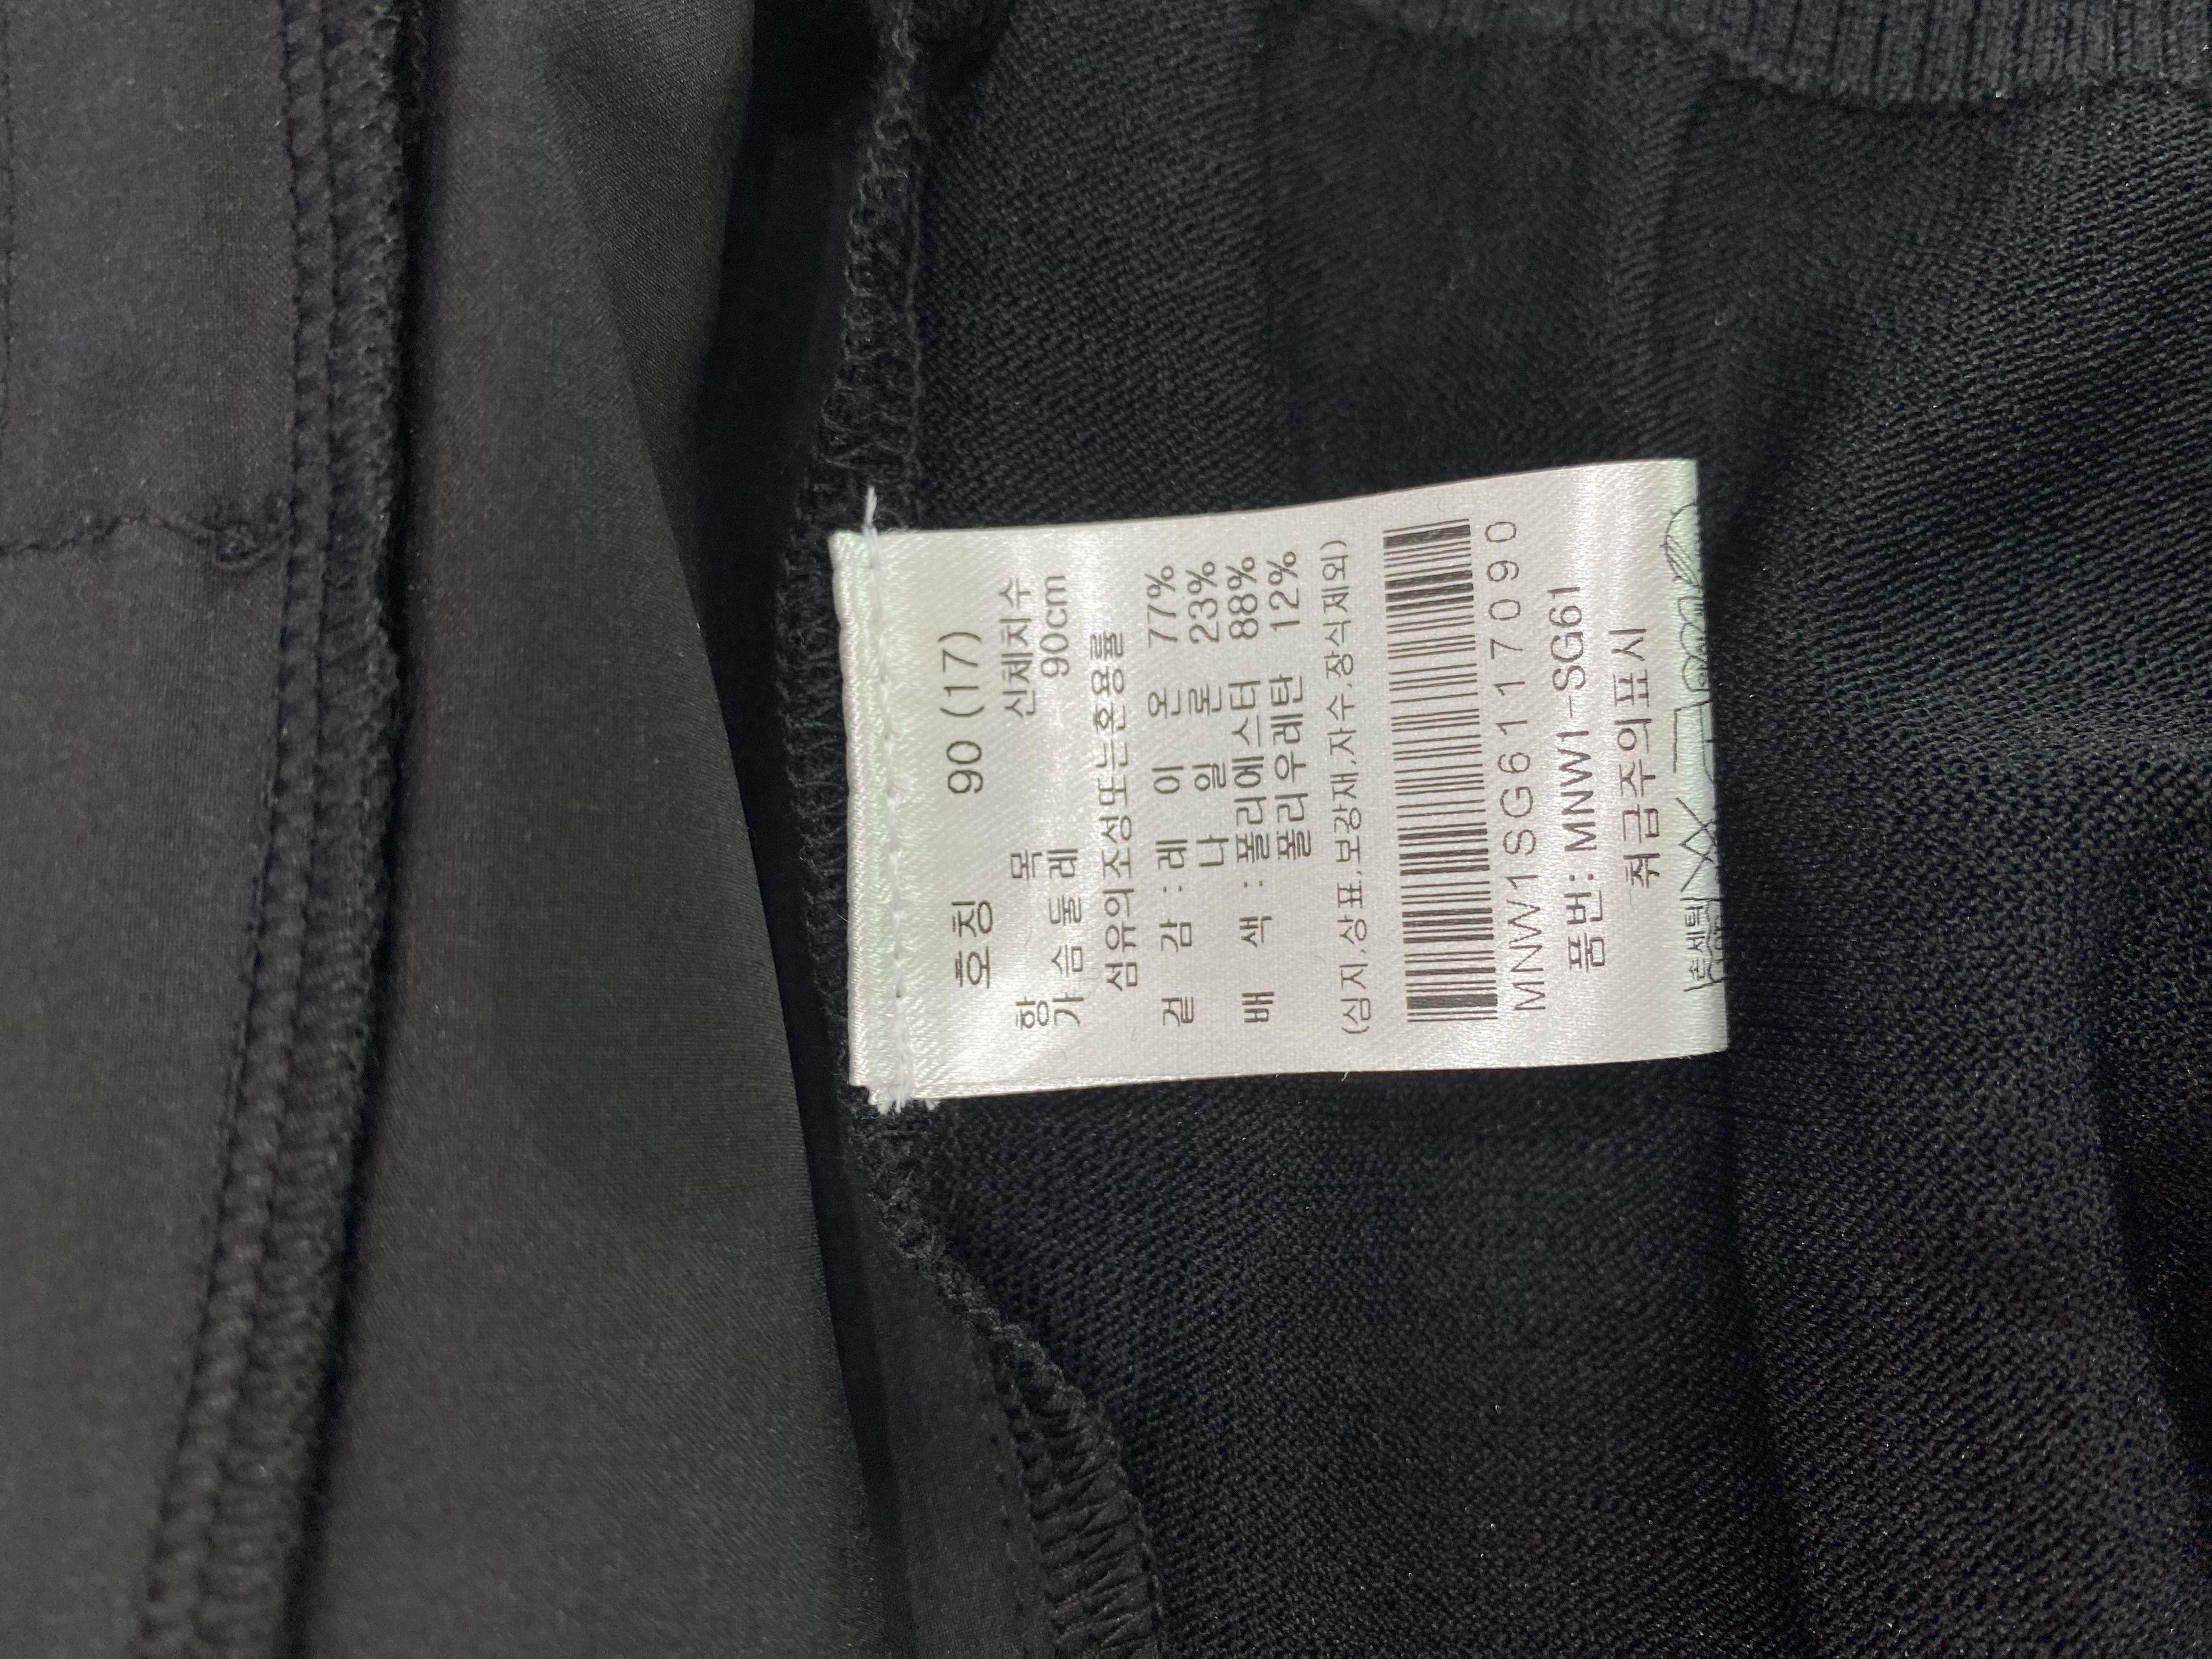 호칭 90 (17)
항 목 신체치수
가 슴 둘 레 90cm
섬유의조성또는혼용률
겉 감 : 레 이 온 77%
나 일 론 23%
배 색 : 폴리에스터 88%
폴리우레탄 12%
(심지,상표,보강재,자수,장식제외)
MNW1SG6117090
품번: MNW1-SG61
취급주의표시
손세탁